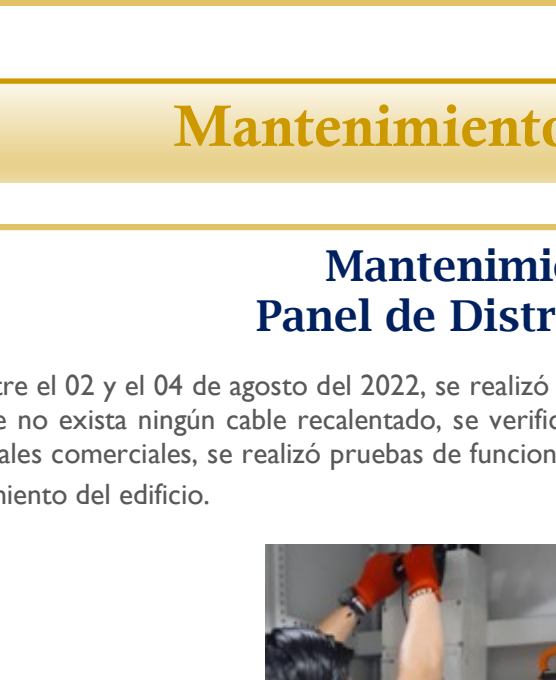 Mantenimiento
Mantenimi
Panel de Distr
tre el 02 y el 04 de agosto del 2022, se realizó
e no exista ningún cable recalentado, se verific
ales comerciales, se realizó pruebas de funcion
miento del edificio.